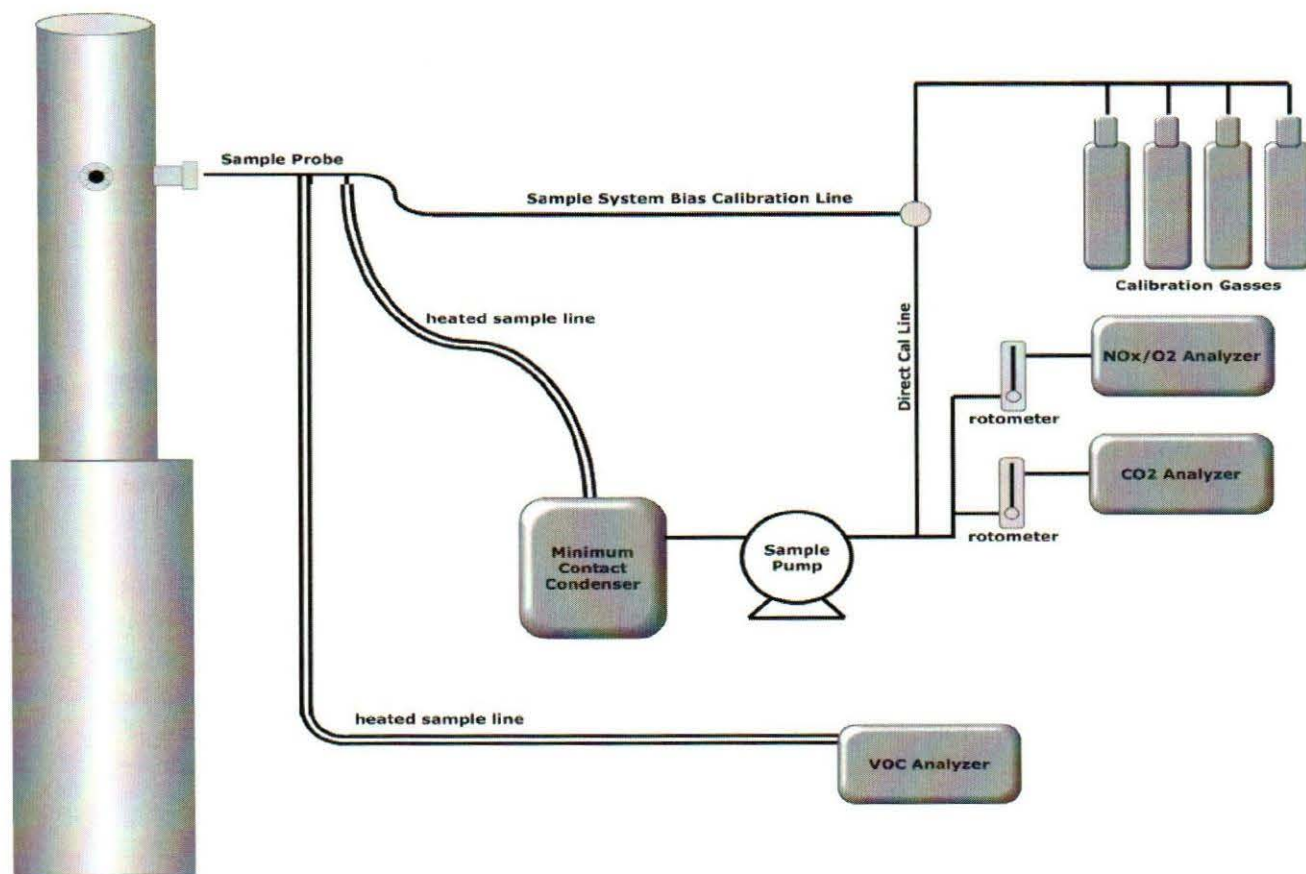 Sample Probe
Sample System Bias Calibration Line
Calibration Gasses
heated sample line
Direct Cal Line
NOx/O2 Analyzer
rotometer
CO2 Analyzer
rotometer
Minimum
Contact
Condenser
Sample
Pump
heated sample line
VOC Analyzer